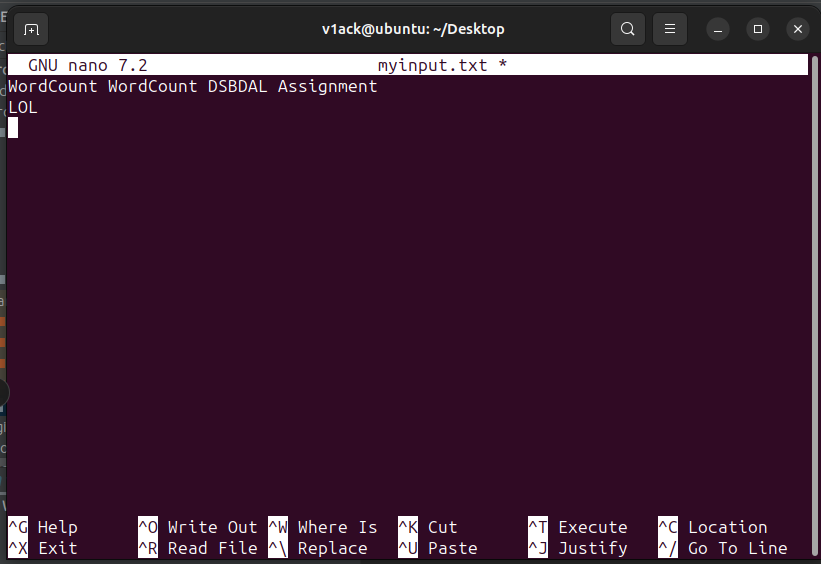 v1ack@ubuntu: ~/Desktop
GNU nano 7.2 myinput.txt *
WordCount WordCount DSBDAL Assignment
LOL
^G Help ^O Write Out ^W Where Is ^K Cut ^T Execute ^C Location
^X Exit ^R Read File ^\ Replace ^U Paste ^J Justify ^/ Go To Line